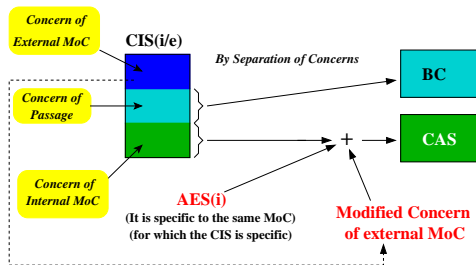 Concern of
External MoC
CIS(i/e)
By Separation of Concerns
BC
Concern of
Passage
CAS
+
Concern of
Internal MoC
AES(i)
(It is specific to the same MoC)
(for which the CIS is specific)
Modified Concern
of external MoC